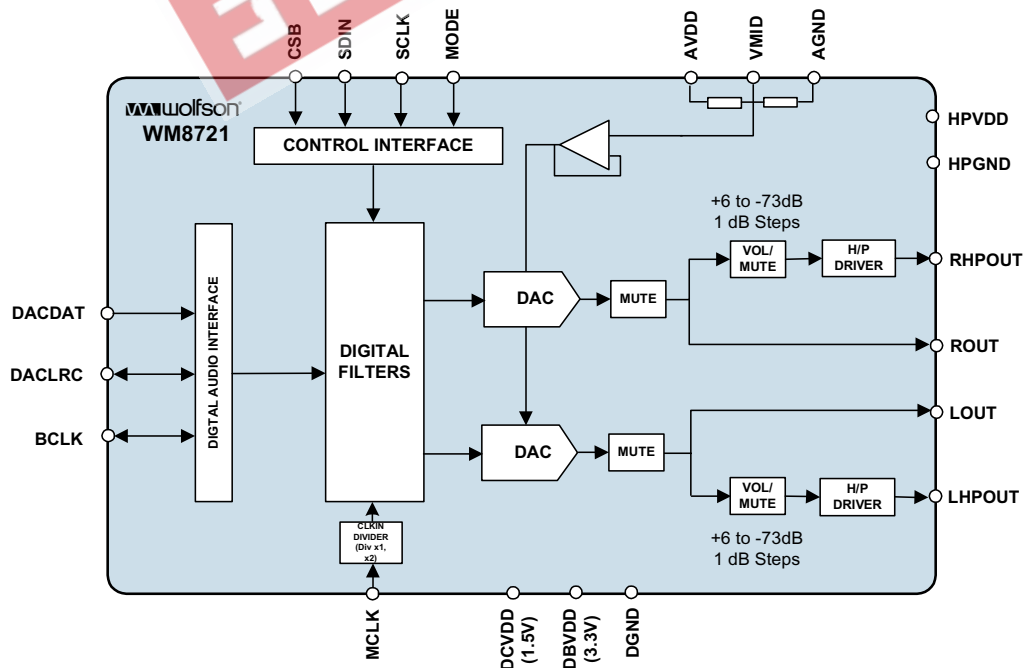 CSB
SDIN
SCLK
MODE
AVDD
VMID
AGND
wolfson
WM8721
CONTROL INTERFACE
HPVDD
HPGND
+6 to -73dB
1 dB Steps
VOL/
MUTE
H/P
DRIVER
RHPOUT
DAC
MUTE
DACDAT
DIGTAL AUDIO INTERFACE
DIGITAL
FILTERS
ROUT
DACLRC
LOUT
BCLK
DAC
MUTE
VOL/
MUTE
H/P
DRIVER
LHPOUT
+6 to -73dB
1 dB Steps
CLKIN
DIVIDER
(Div x1,
x2)
MCLK
DCVDD
(1.5V)
DBVDD
(3.3V)
DGND